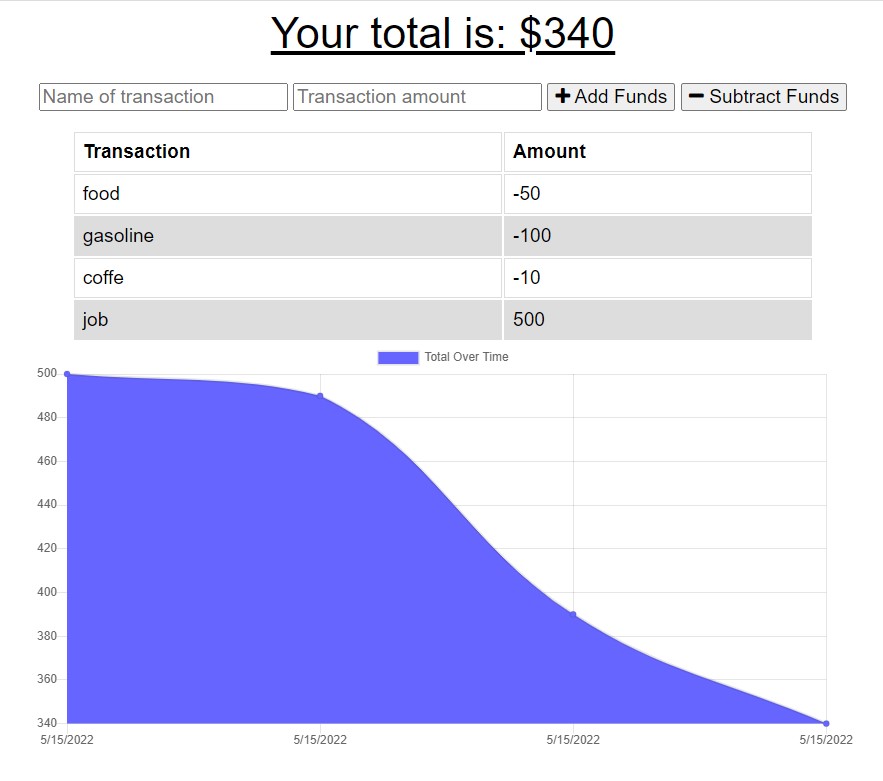 Your total is: $340
Name of transaction Transaction amount Add Funds Subtract Funds
Transaction Amount
food -50
gasoline -100
coffe -10
job 500
Total Over Time
500
480
460
440
420
400
380
360
340
5/15/2022 5/15/2022 5/15/2022 5/15/2022